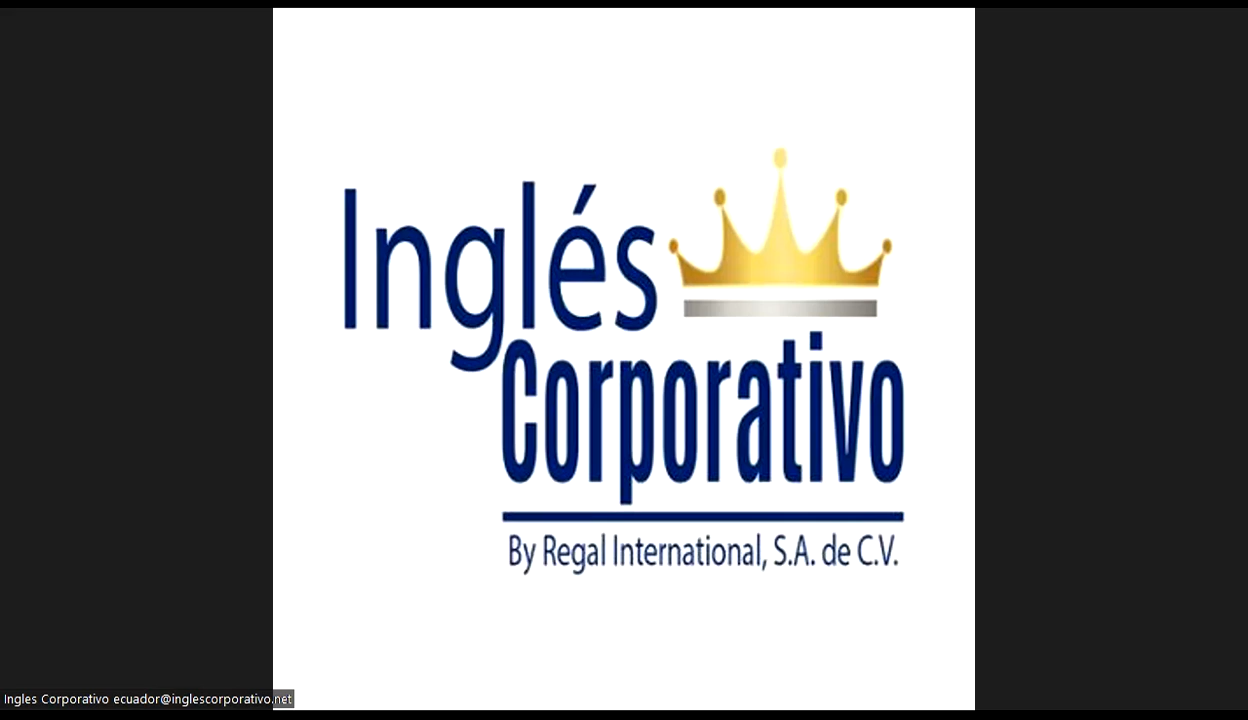 Inglés
Corporativo
By Regal International, S.A. de C.V.
Ingles Corporativo ecuador@inglescorporativo.net